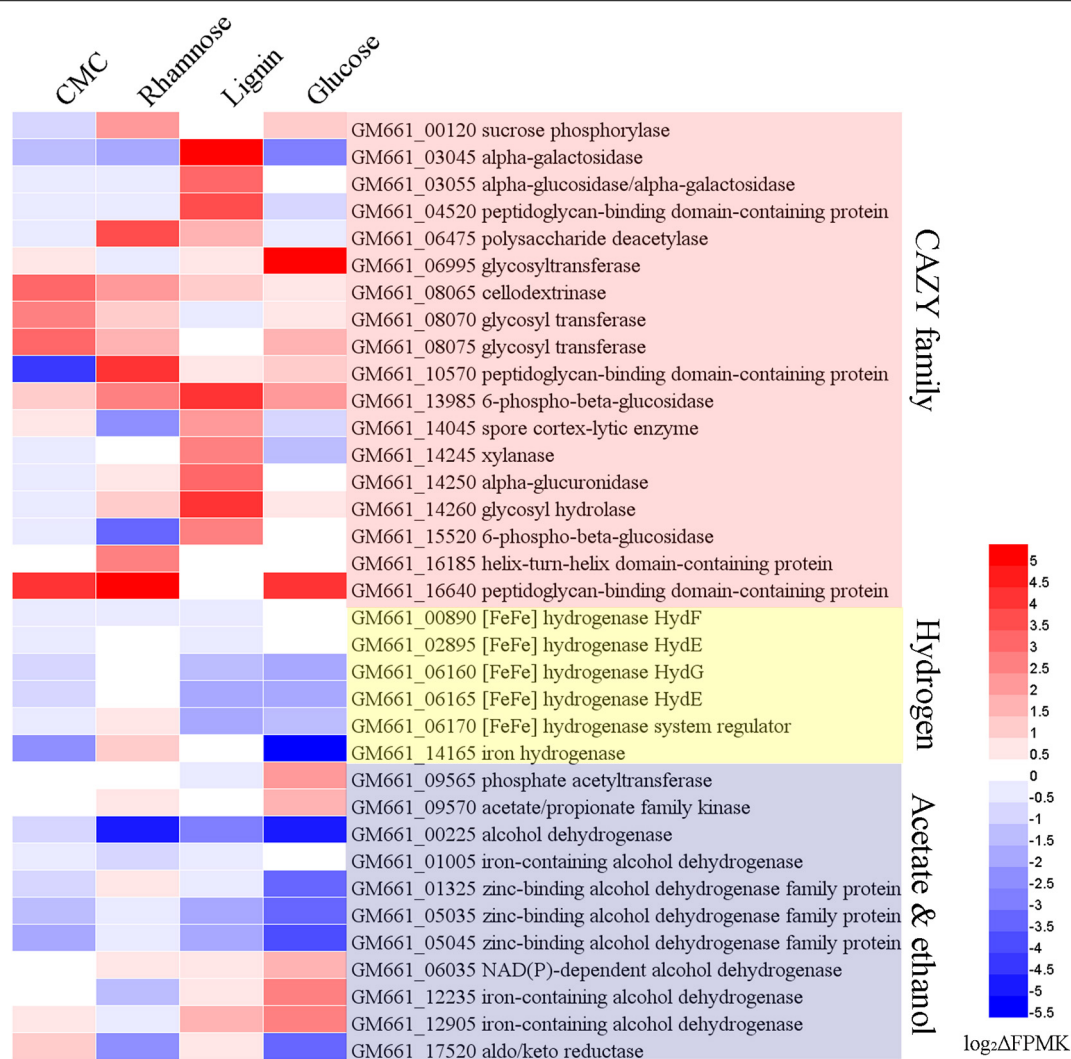 CMC
Rhamnose
Lignin
Glucose
GM661_00120 sucrose phosphorylase
GM661_03045 alpha-galactosidase
GM661_03055 alpha-glucosidase/alpha-galactosidase
GM661_04520 peptidoglycan-binding domain-containing protein
GM661_06475 polysaccharide deacetylase
GM661_06995 glycosyltransferase
GM661_08065 cellodextrinase
GM661_08070 glycosyl transferase
GM661_08075 glycosyl transferase
GM661_10570 peptidoglycan-binding domain-containing protein
GM661_13985 6-phospho-beta-glucosidase
GM661_14045 spore cortex-lytic enzyme
GM661_14245 xylanase
GM661_14250 alpha-glucuronidase
GM661_14260 glycosyl hydrolase
GM661_15520 6-phospho-beta-glucosidase
GM661_16185 helix-turn-helix domain-containing protein
GM661_16640 peptidoglycan-binding domain-containing protein
CAZY family
GM661_00890 [FeFe] hydrogenase HydF
GM661_02895 [FeFe] hydrogenase HydE
GM661_06160 [FeFe] hydrogenase HydG
GM661_06165 [FeFe] hydrogenase HydE
GM661_06170 [FeFe] hydrogenase system regulator
GM661_14165 iron hydrogenase
Hydrogen
GM661_09565 phosphate acetyltransferase
GM661_09570 acetate/propionate family kinase
GM661_00225 alcohol dehydrogenase
GM661_01005 iron-containing alcohol dehydrogenase
GM661_01325 zinc-binding alcohol dehydrogenase family protein
GM661_05035 zinc-binding alcohol dehydrogenase family protein
GM661_05045 zinc-binding alcohol dehydrogenase family protein
GM661_06035 NAD(P)-dependent alcohol dehydrogenase
GM661_12235 iron-containing alcohol dehydrogenase
GM661_12905 iron-containing alcohol dehydrogenase
GM661_17520 aldo/keto reductase
Acetate & ethanol
5
4.5
4
3.5
3
2.5
2
1.5
1
0.5
0
-0.5
-1
-1.5
-2
-2.5
-3
-3.5
-4
-4.5
-5
-5.5
log₂ΔFPMK